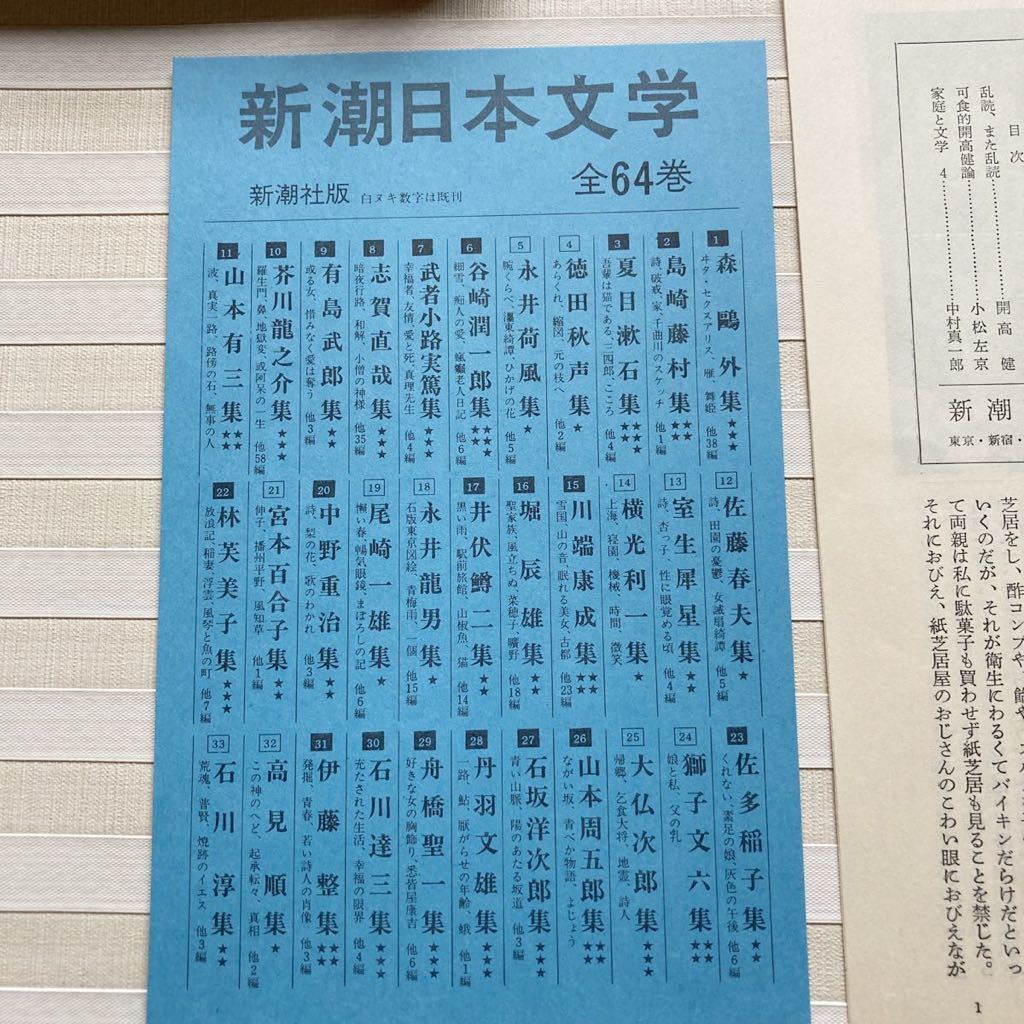 新潮日本文学
全64巻
新潮社版 白ヌキ数字は既刊
1 森鷗外集 ★★★
ヰタ・セクスアリス、雁、舞姫 他38編
2 島崎藤村集 ★★★★
詩、破戒、家、千曲川のスケッチ 他1編
3 夏目漱石集 ★★★★
吾輩は猫である、三四郎、こころ
4 徳田秋声集 ★
あらくれ、縮図、元の枝へ 他2編
5 永井荷風集 ★
腕くらべ、濹東綺譚、ひかげの花 他5編
6 谷崎潤一郎集
細雪、痴人の愛、瘋癲老人日記 他6編
7 武者小路実篤集
幸福者、友情、愛と死、真理先生 他4編
8 志賀直哉集
暗夜行路、和解、小僧の神様 他35編
9 有島武郎集 ★★
或る女、惜みなく愛は奪う 他3編
10 芥川龍之介集 ★★★
羅生門、鼻、地獄変、或阿呆の一生 他58編
11 山本有三集 ★★★★
波、真実一路、路傍の石、無事の人
12 佐藤春夫集 ★
詩、田園の憂鬱、女誡扇綺譚 他5編
13 室生犀星集 ★★
詩、杏っ子、性に眼覚める頃 他4編
14 横光利一集 ★
上海、寝園、機械、時間、微笑
15 川端康成集
雪国、山の音、眠れる美女、古都 他23編
16 堀辰雄集
聖家族、風立ちぬ、菜穂子、曠野 他18編
17 井伏鱒二集 ★★
黒い雨、駅前旅館、山椒魚、猫 他14編
18 永井龍男集 ★
石版東京図絵、青梅雨、一個 他15編
19 尾崎一雄集 ★
懶い春、暢気眼鏡、まぼろしの記 他6編
20 中野重治集 ★★
詩、梨の花、歌のわかれ 他3編
21 宮本百合子集 ★★
伸子、播州平野、風知草 他1編
22 林芙美子集 ★★★
放浪記、稲妻、浮雲、風琴と魚の町 他7編
23 佐多稲子集 ★★
くれない、素足の娘、灰色の午後 他6編
24 獅子文六集
娘と私、父の乳
25 大仏次郎集
帰郷、乞食大将、地霊、詩人
26 山本周五郎集
ながい坂、青べか物語、よじょう
27 石坂洋次郎集
青い山脈、陽のあたる坂道 他3編
28 丹羽文雄集
一路、鮎、厭がらせの年齢、蛾 他1編
29 舟橋聖一集
好きな女の胸飾り、悉皆屋康吉 他6編
30 石川達三集
充たされた生活、幸福の限界 他4編
31 伊藤整集
発掘、青春、若い詩人の肖像 他3編
32 高見順集 ★★
この神のへど、起承転々、真相 他2編
33 石川淳集 ★★
荒魂、普賢、焼跡のイエス 他3編
目次
乱読、また乱読……………開高健
可食的開高健論……………小松左京
家庭と文学 4……………中村真一郎
新潮
東京・新宿・
芝居をし、酢コンブや、
いくのだが、それが衛生にわるくてバイキンだらけだといっ
て両親は私に駄菓子も買わせず紙芝居も見ることを禁じた。
それにおびえ、紙芝居屋のおじさんのこわい眼におびえなが
1